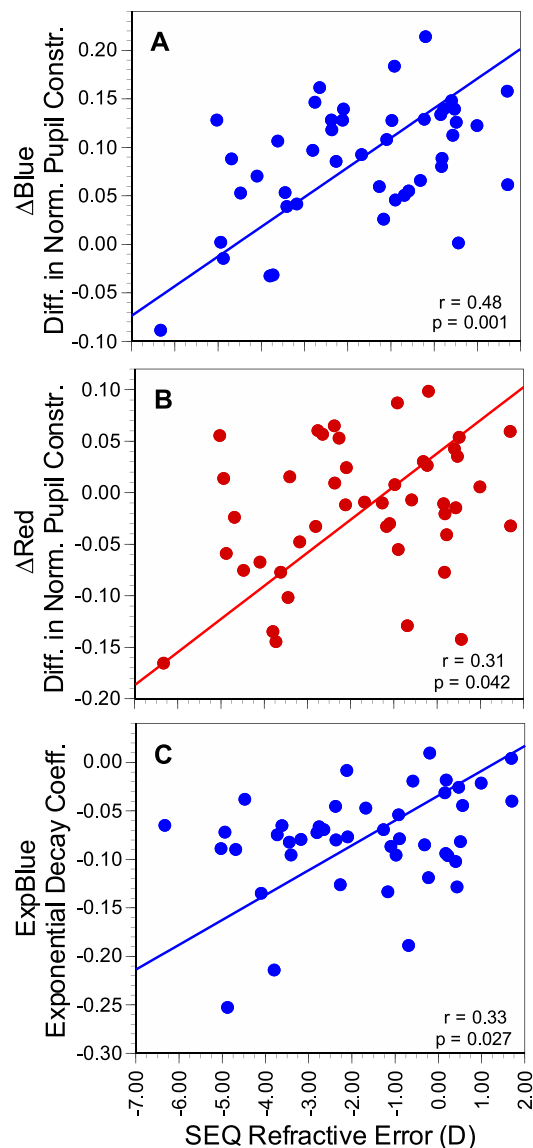 A
ΔBlue
Diff. in Norm. Pupil Constr.
0.20
0.15
0.10
0.05
0.00
-0.05
-0.10
r = 0.48
p = 0.001
B
ΔRed
Diff. in Norm. Pupil Constr.
0.10
0.05
0.00
-0.05
-0.10
-0.15
-0.20
r = 0.31
p = 0.042
C
ExpBlue
Exponential Decay Coeff.
0.00
-0.05
-0.10
-0.15
-0.20
-0.25
-0.30
r = 0.33
p = 0.027
-7.00
-6.00
-5.00
-4.00
-3.00
-2.00
-1.00
0.00
1.00
2.00
SEQ Refractive Error (D)